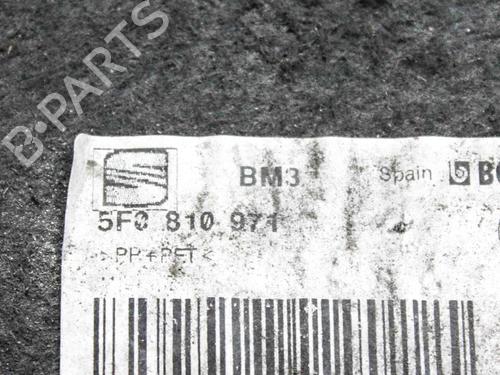 B-PARTS
BM3
Spain
5F0 810 971
>PP+PET<